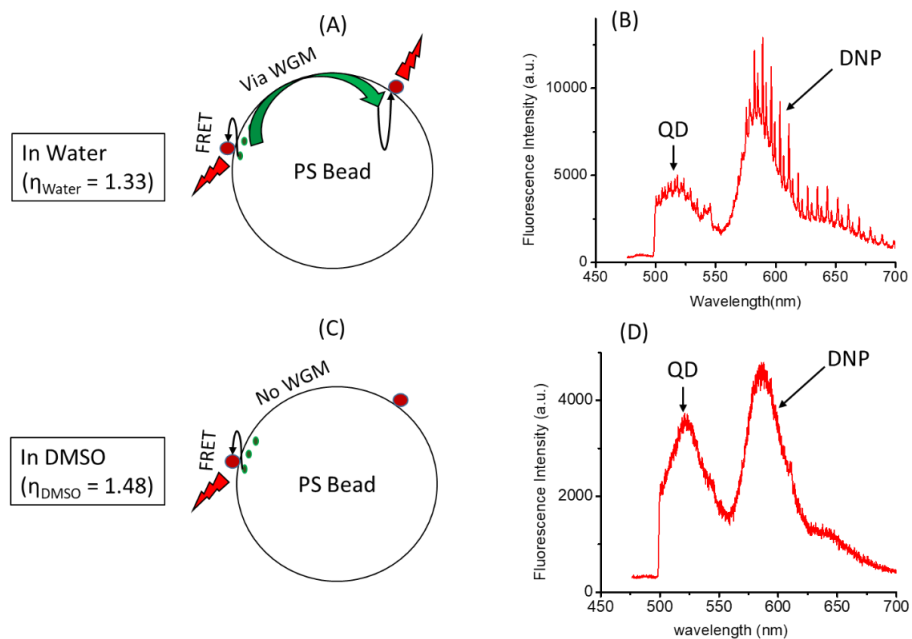 (A)
Via WGM
FRET
PS Bead
In Water
(ηWater = 1.33)
(B)
Fluorescence Intensity (a.u.)
10000
5000
0
QD
DNP
450 500 550 600 650 700
Wavelength(nm)
(C)
No WGM
FRET
PS Bead
In DMSO
(ηDMSO = 1.48)
(D)
Fluorescence Intensity (a.u.)
4000
2000
0
QD
DNP
450 500 550 600 650 700
wavelength (nm)